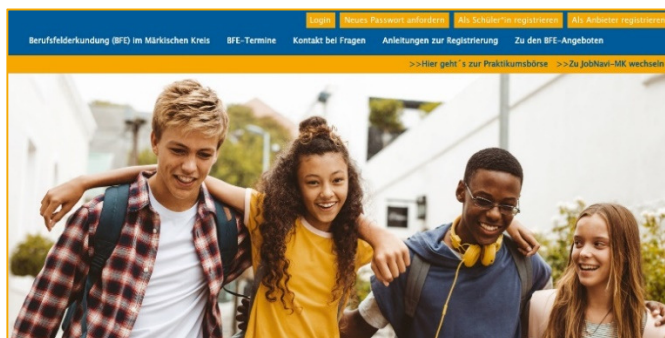 Login Neues Passwort anfordern Als Schüler*in registrieren Als Anbieter registrieren
Berufsfelderkundung (BFE) im Märkischen Kreis BFE-Termine Kontakt bei Fragen Anleitungen zur Registrierung Zu den BFE-Angeboten
>>Hier geht´s zur Praktikumsbörse >>Zu JobNavi-MK wechseln